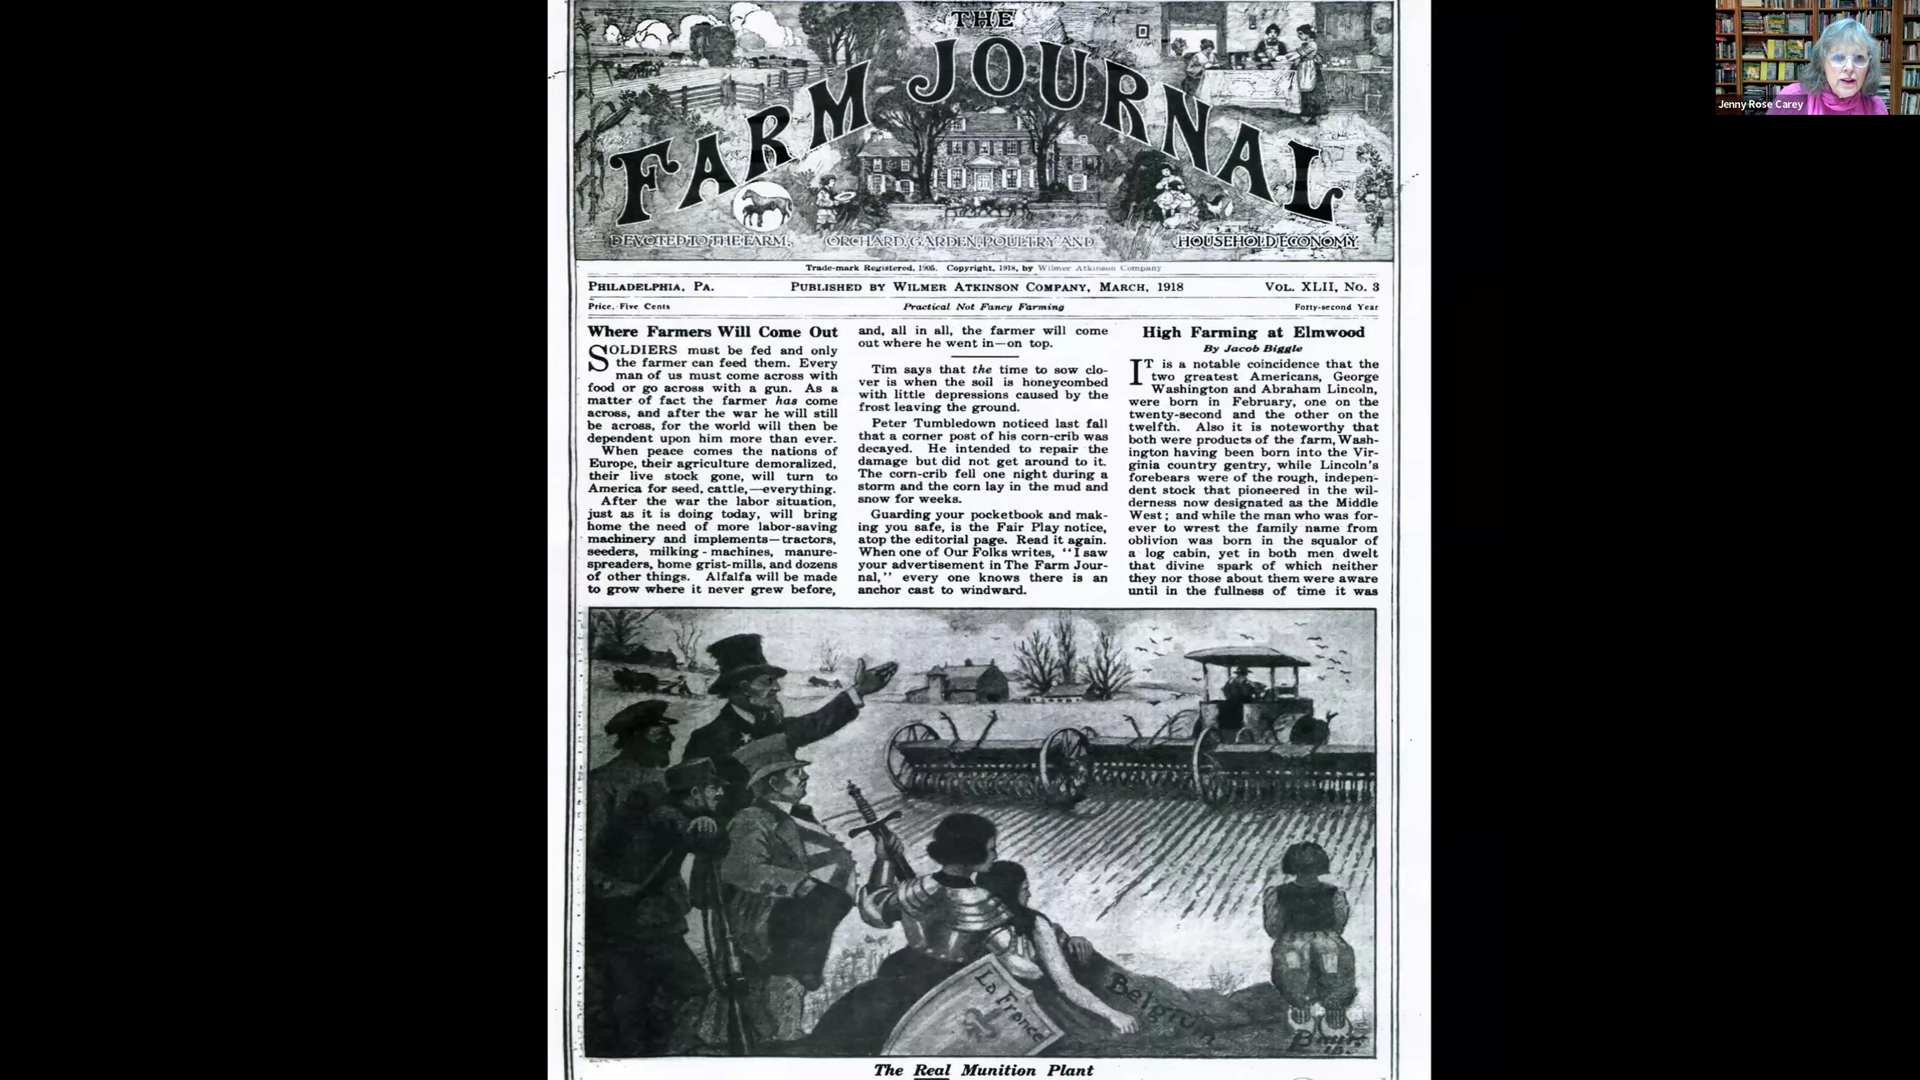 THE
FARM JOURNAL
DEVOTED TO THE FARM, ORCHARD, GARDEN, POULTRY AND HOUSEHOLD ECONOMY
Trade-mark Registered, 1905. Copyright, 1918, by Wilmer Atkinson Company
PHILADELPHIA, PA. PUBLISHED BY WILMER ATKINSON COMPANY, MARCH, 1918 VOL. XLII, No. 3
Price, Five Cents Practical Not Fancy Farming Forty-second Year
Where Farmers Will Come Out
SOLDIERS must be fed and only
the farmer can feed them. Every
man of us must come across with
food or go across with a gun. As a
matter of fact the farmer has come
across, and after the war he will still
be across, for the world will then be
dependent upon him more than ever.
When peace comes the nations of
Europe, their agriculture demoralized,
their live stock gone, will turn to
America for seed, cattle,—everything.
After the war the labor situation,
just as it is doing today, will bring
home the need of more labor-saving
machinery and implements—tractors,
seeders, milking-machines, manure-
spreaders, home grist-mills, and dozens
of other things. Alfalfa will be made
to grow where it never grew before,
and, all in all, the farmer will come
out where he went in—on top.
Tim says that the time to sow clo-
ver is when the soil is honeycombed
with little depressions caused by the
frost leaving the ground.
Peter Tumbledown noticed last fall
that a corner post of his corn-crib was
decayed. He intended to repair the
damage but did not get around to it.
The corn-crib fell one night during a
storm and the corn lay in the mud and
snow for weeks.
Guarding your pocketbook and mak-
ing you safe, is the Fair Play notice,
atop the editorial page. Read it again.
When one of Our Folks writes, "I saw
your advertisement in The Farm Jour-
nal," every one knows there is an
anchor cast to windward.
High Farming at Elmwood
By Jacob Biggle
IT is a notable coincidence that the
two greatest Americans, George
Washington and Abraham Lincoln,
were born in February, one on the
twenty-second and the other on the
twelfth. Also it is noteworthy that
both were products of the farm, Wash-
ington having been born into the Vir-
ginia country gentry, while Lincoln's
forebears were of the rough, indepen-
dent stock that pioneered in the wil-
derness now designated as the Middle
West; and while the man who was for-
ever to wrest the family name from
oblivion was born in the squalor of
a log cabin, yet in both men dwelt
that divine spark of which neither
they nor those about them were aware
until in the fullness of time it was
La France
Belgium
The Real Munition Plant
Jenny Rose Carey